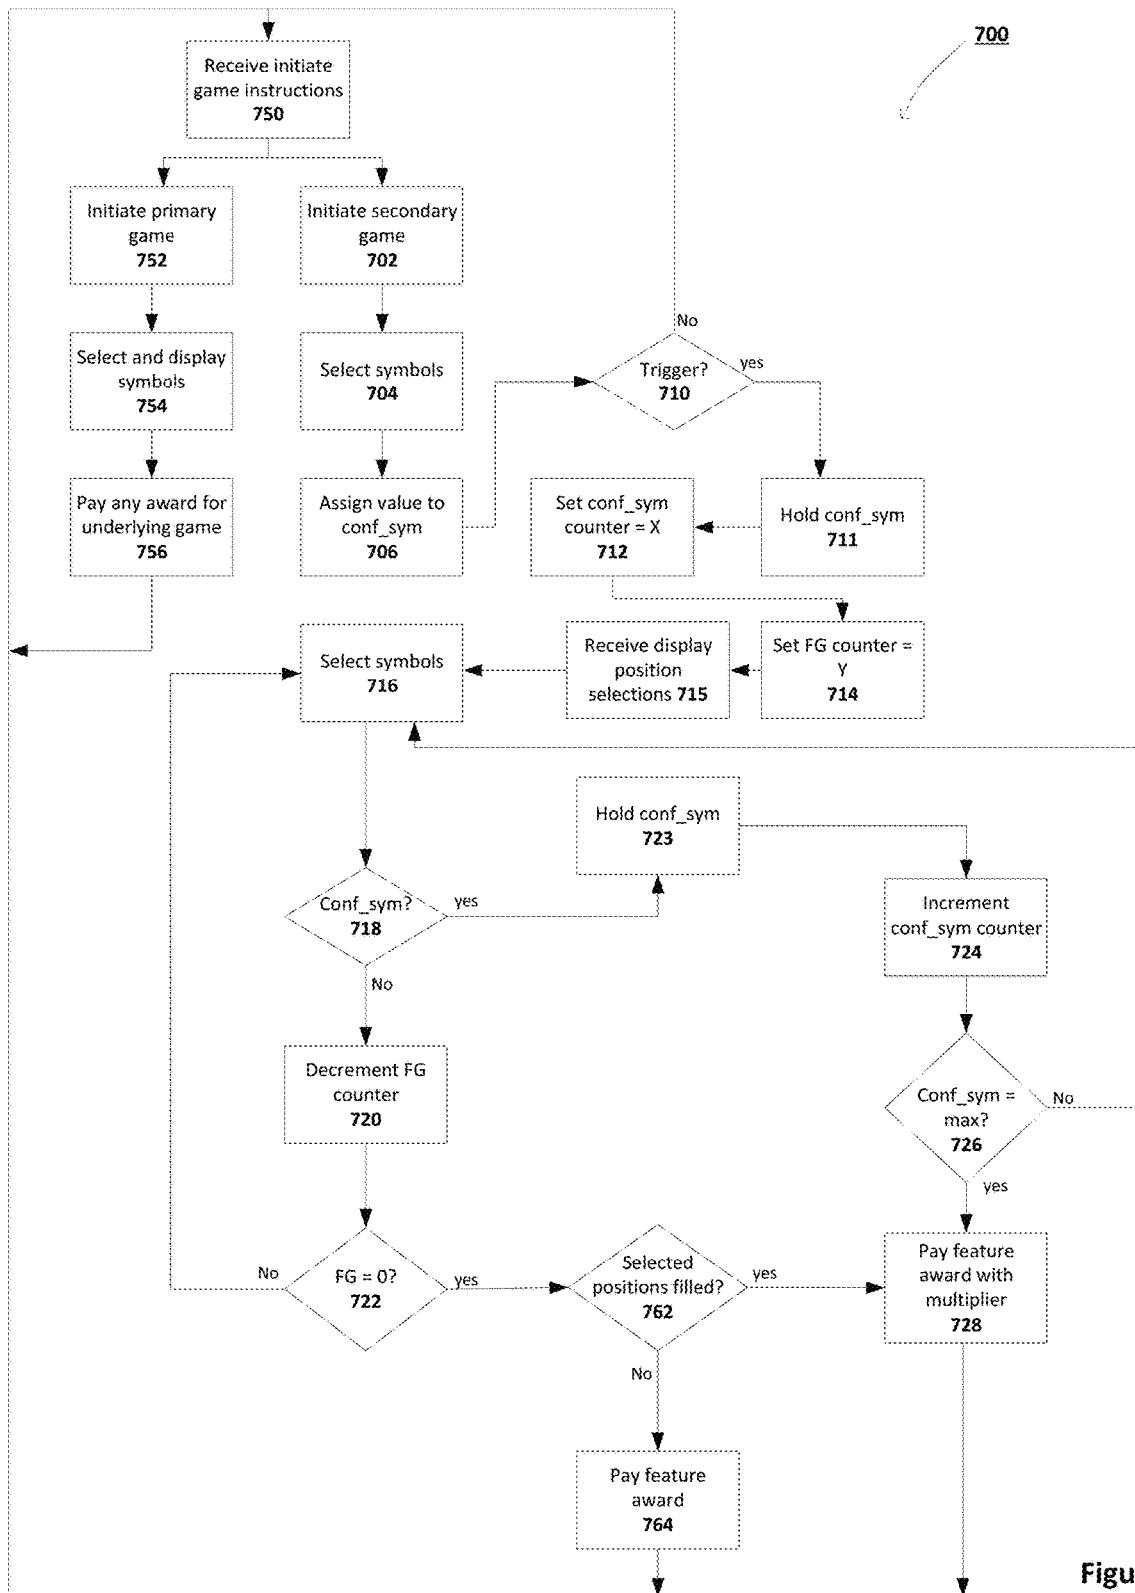 700
Receive initiate
game instructions
750
Initiate primary
game
752
Initiate secondary
game
702
Select and display
symbols
754
Select symbols
704
No
Trigger?
710
yes
Pay any award for
underlying game
756
Assign value to
conf_sym
706
Set conf_sym
counter = X
712
Hold conf_sym
711
Select symbols
716
Receive display
position
selections 715
Set FG counter =
Y
714
Hold conf_sym
723
Conf_sym?
718
yes
No
Increment
conf_sym counter
724
Decrement FG
counter
720
Conf_sym =
max?
726
No
yes
No
FG = 0?
722
yes
Selected
positions filled?
762
yes
No
Pay feature
award with
multiplier
728
Pay feature
award
764
Figu